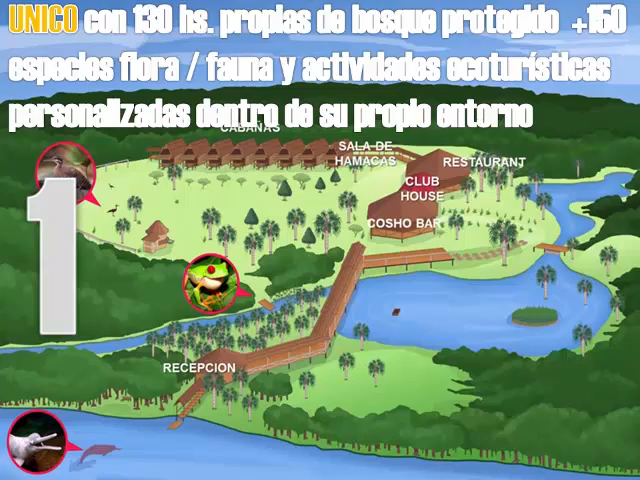 UNICO con 130 hs. propias de bosque protegido +150
especies flora / fauna y actividades ecoturísticas
personalizadas dentro de su propio entorno
CABAÑAS
SALA DE
HAMACAS
RESTAURANT
CLUB
HOUSE
COSHO BAR
1
RECEPCION